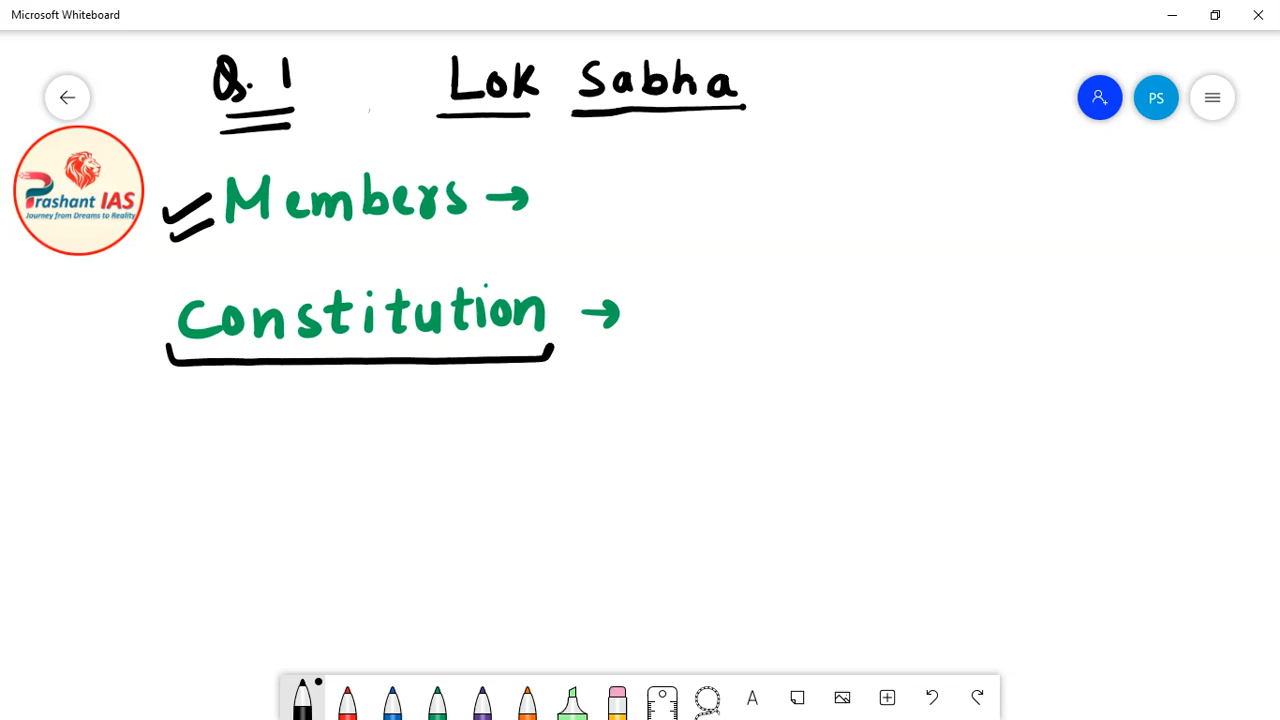 Microsoft Whiteboard
Q.1 Lok Sabha
PS
Prashant IAS
Journey from Dreams to Reality
Members →
Constitution →
A